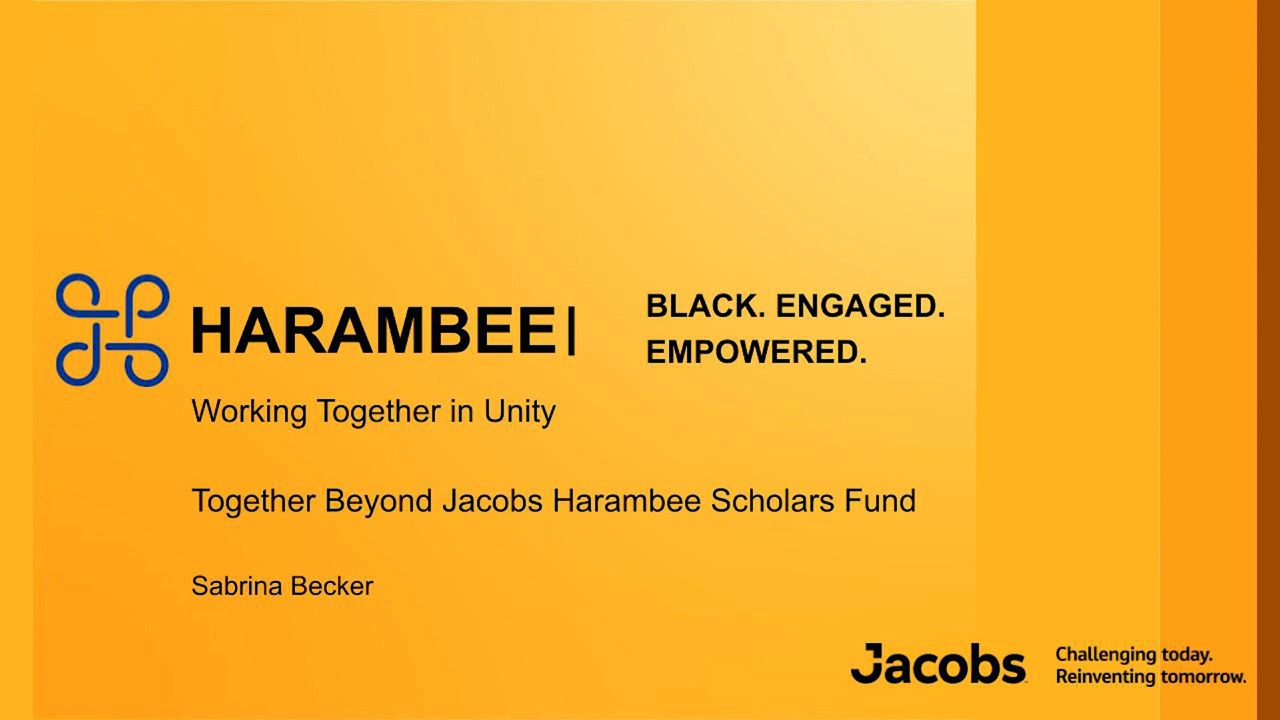 HARAMBEE|
BLACK. ENGAGED.
EMPOWERED.
Working Together in Unity
Together Beyond Jacobs Harambee Scholars Fund
Sabrina Becker
Jacobs
Challenging today.
Reinventing tomorrow.